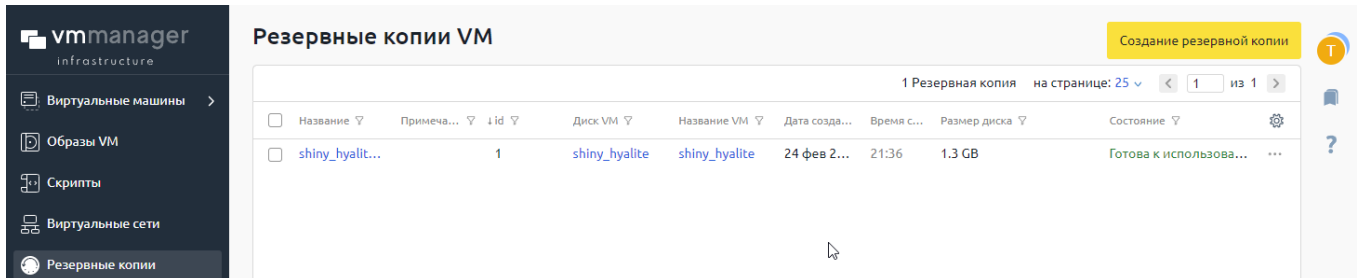 vmmanager
infrastructure
Виртуальные машины
Образы VM
Скрипты
Виртуальные сети
Резервные копии
Резервные копии VM
Создание резервной копии
T
1 Резервная копия на странице: 25 1 из 1
Название Примеча... id Диск VM Название VM Дата созда... Время с... Размер диска Состояние
shiny_hyalit... 1 shiny_hyalite shiny_hyalite 24 фев 2... 21:36 1.3 GB Готова к использова... ...
?